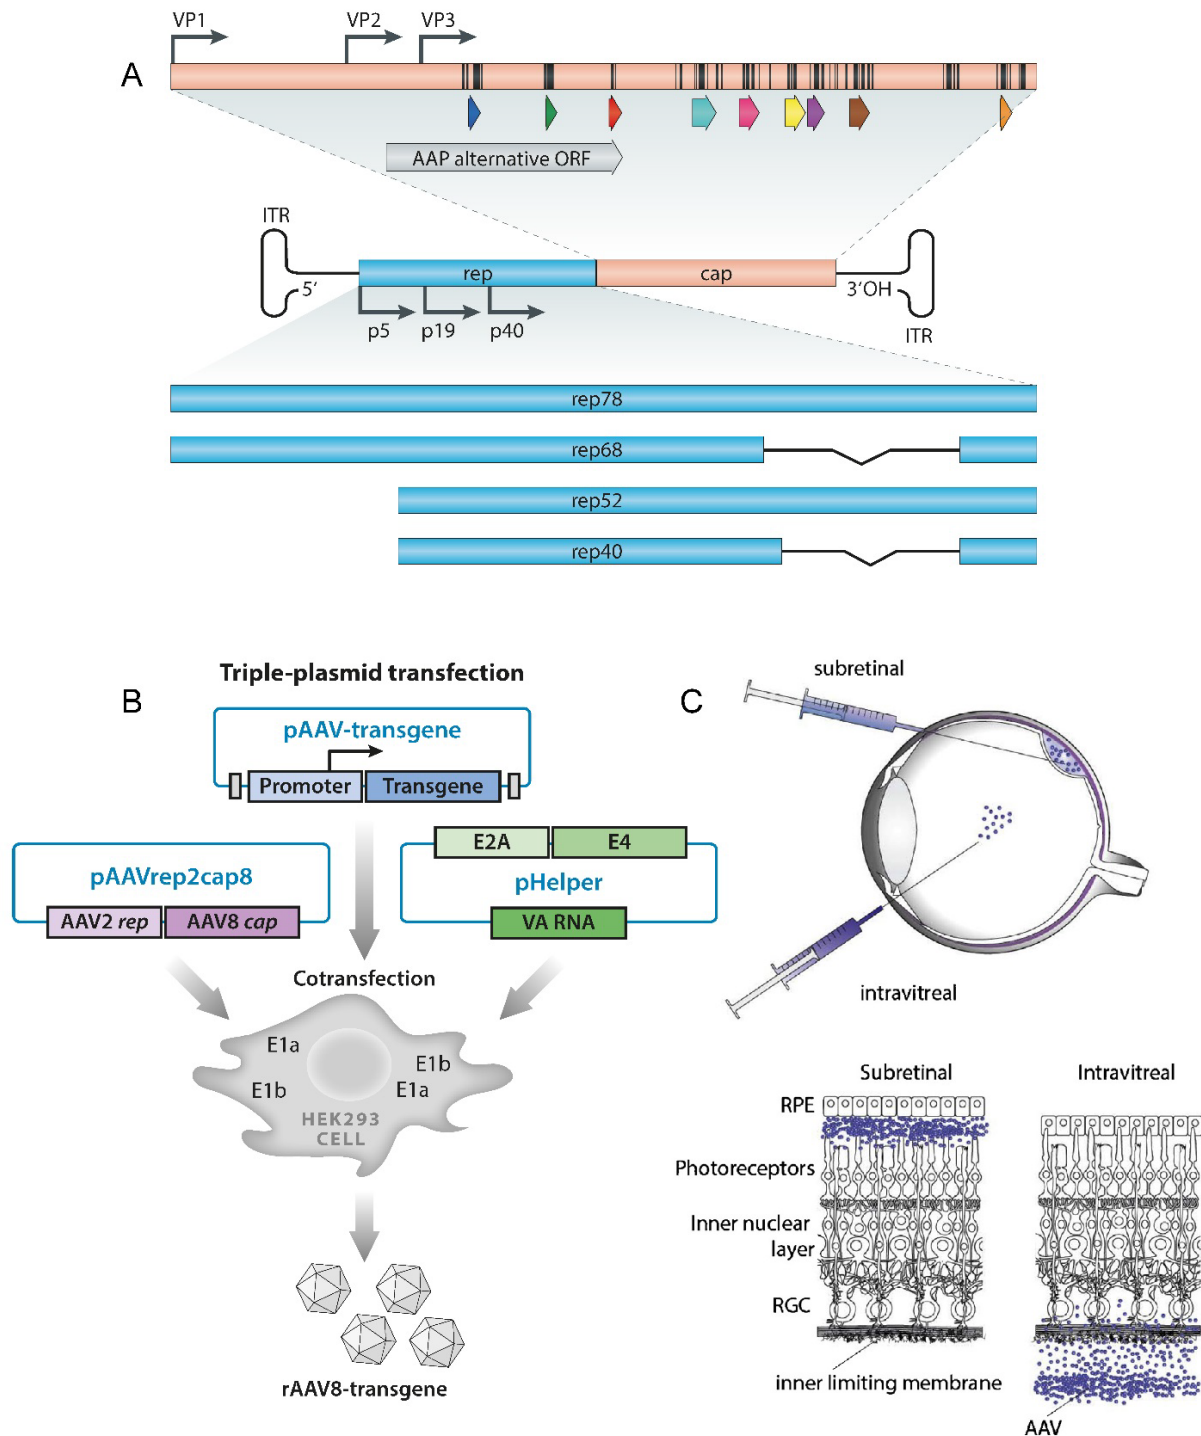 VP1
VP2
VP3
A
AAP alternative ORF
ITR
rep
cap
5'
3'OH
ITR
p5
p19
p40
rep78
rep68
rep52
rep40
B
Triple-plasmid transfection
pAAV-transgene
Promoter
Transgene
pAAVrep2cap8
AAV2 rep
AAV8 cap
E2A
E4
pHelper
VA RNA
Cotransfection
E1a
E1b
E1b
E1a
HEK293
CELL
rAAV8-transgene
C
subretinal
intravitreal
Subretinal
Intravitreal
RPE
Photoreceptors
Inner nuclear
layer
RGC
inner limiting membrane
AAV